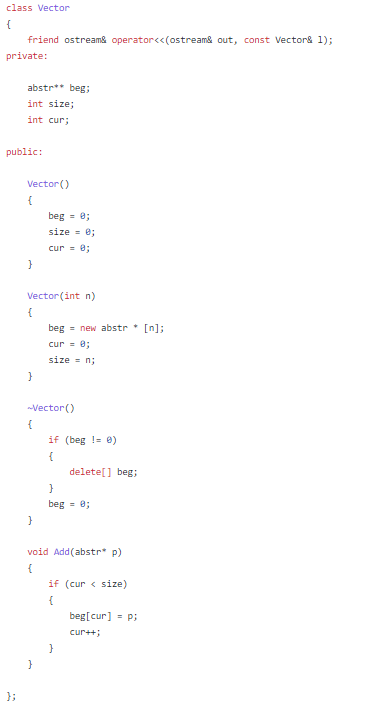 class Vector
{
    friend ostream& operator<<(ostream& out, const Vector& l);
private:

    abstr** beg;
    int size;
    int cur;

public:

    Vector()
    {
        beg = 0;
        size = 0;
        cur = 0;
    }

    Vector(int n)
    {
        beg = new abstr * [n];
        cur = 0;
        size = n;
    }

    ~Vector()
    {
        if (beg != 0)
        {
            delete[] beg;
        }
        beg = 0;
    }

    void Add(abstr* p)
    {
        if (cur < size)
        {
            beg[cur] = p;
            cur++;
        }
    }

};